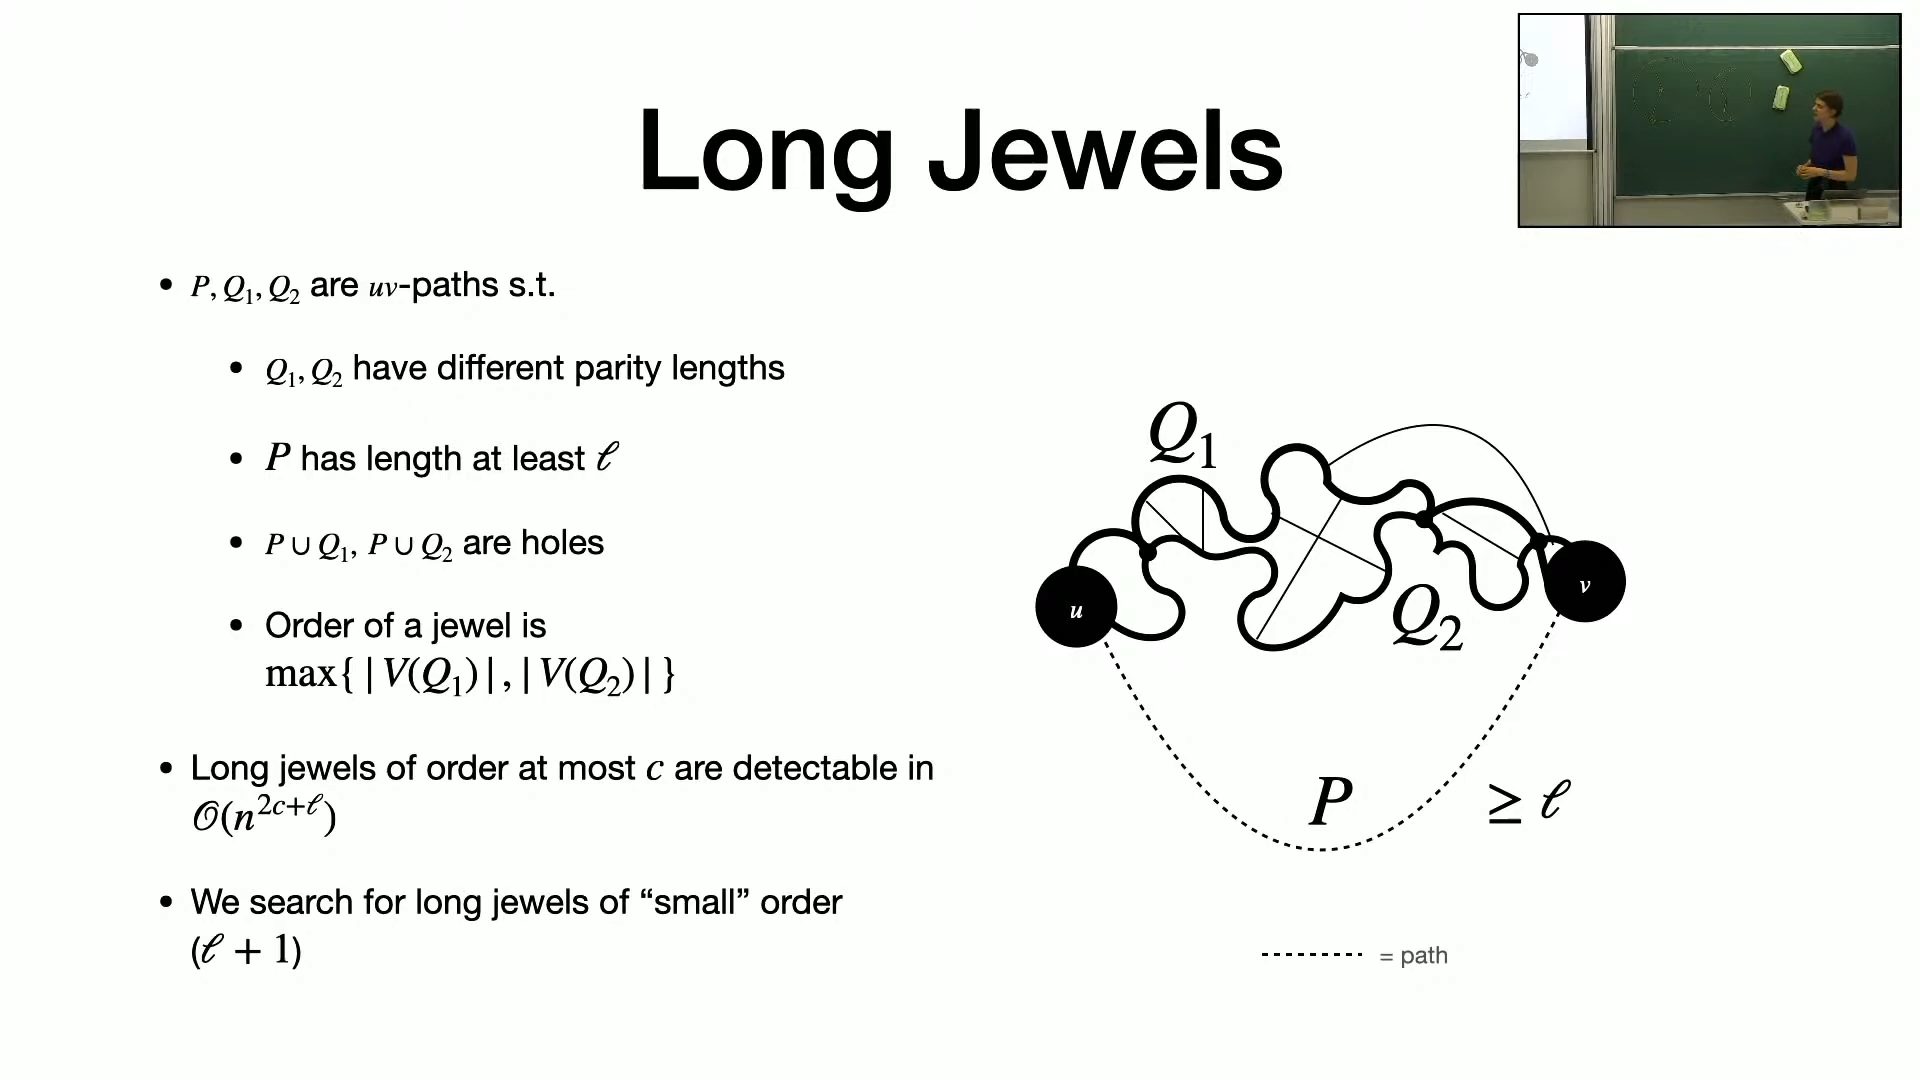 Long Jewels
• P, Q₁, Q₂ are uv-paths s.t.
• Q₁, Q₂ have different parity lengths
• P has length at least ℓ
• P ∪ Q₁, P ∪ Q₂ are holes
• Order of a jewel is
max{ | V(Q₁) | , | V(Q₂) | }
• Long jewels of order at most c are detectable in
𝒪(n²ᶜ⁺ℓ)
• We search for long jewels of “small” order
(ℓ + 1)
Q₁
u
v
Q₂
P
≥ ℓ
= path